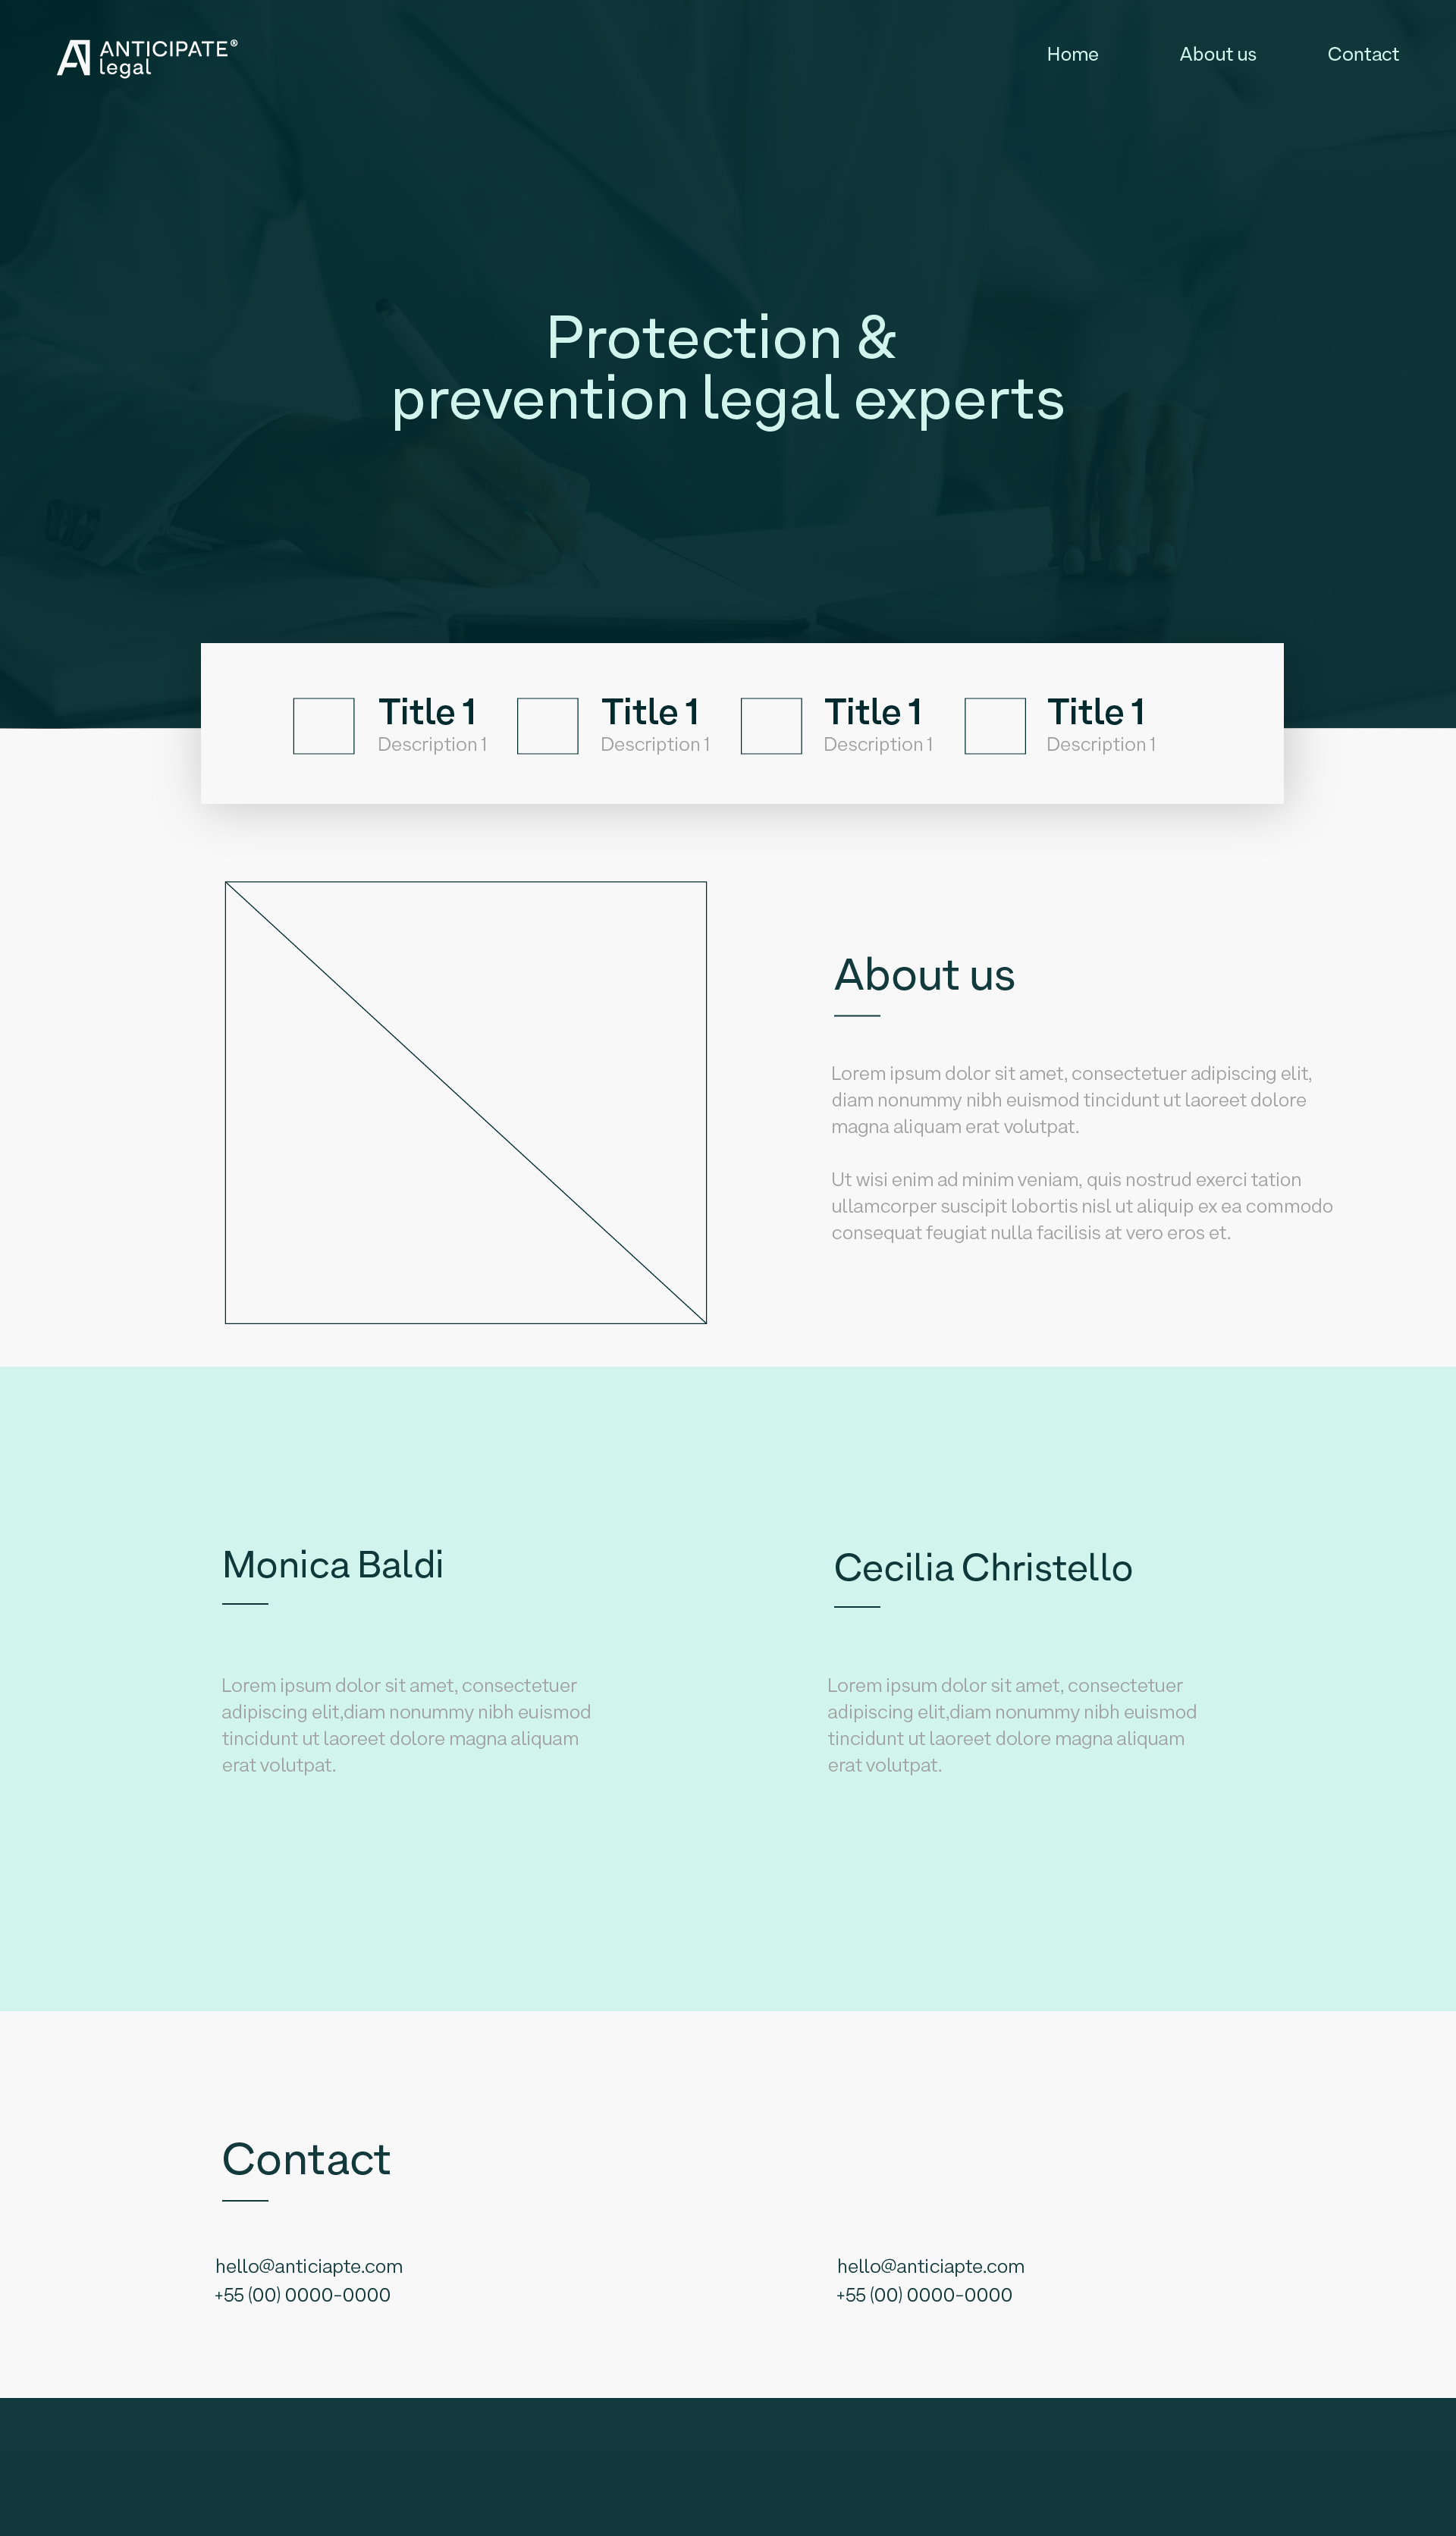 ANTICIPATE®
legal
Home
About us
Contact
Protection &
prevention legal experts
Title 1
Description 1
Title 1
Description 1
Title 1
Description 1
Title 1
Description 1
About us
Lorem ipsum dolor sit amet, consectetuer adipiscing elit,
diam nonummy nibh euismod tincidunt ut laoreet dolore
magna aliquam erat volutpat.
Ut wisi enim ad minim veniam, quis nostrud exerci tation
ullamcorper suscipit lobortis nisl ut aliquip ex ea commodo
consequat feugiat nulla facilisis at vero eros et.
Monica Baldi
Lorem ipsum dolor sit amet, consectetuer
adipiscing elit,diam nonummy nibh euismod
tincidunt ut laoreet dolore magna aliquam
erat volutpat.
Cecilia Christello
Lorem ipsum dolor sit amet, consectetuer
adipiscing elit,diam nonummy nibh euismod
tincidunt ut laoreet dolore magna aliquam
erat volutpat.
Contact
hello@anticiapte.com
+55 (00) 0000-0000
hello@anticiapte.com
+55 (00) 0000-0000